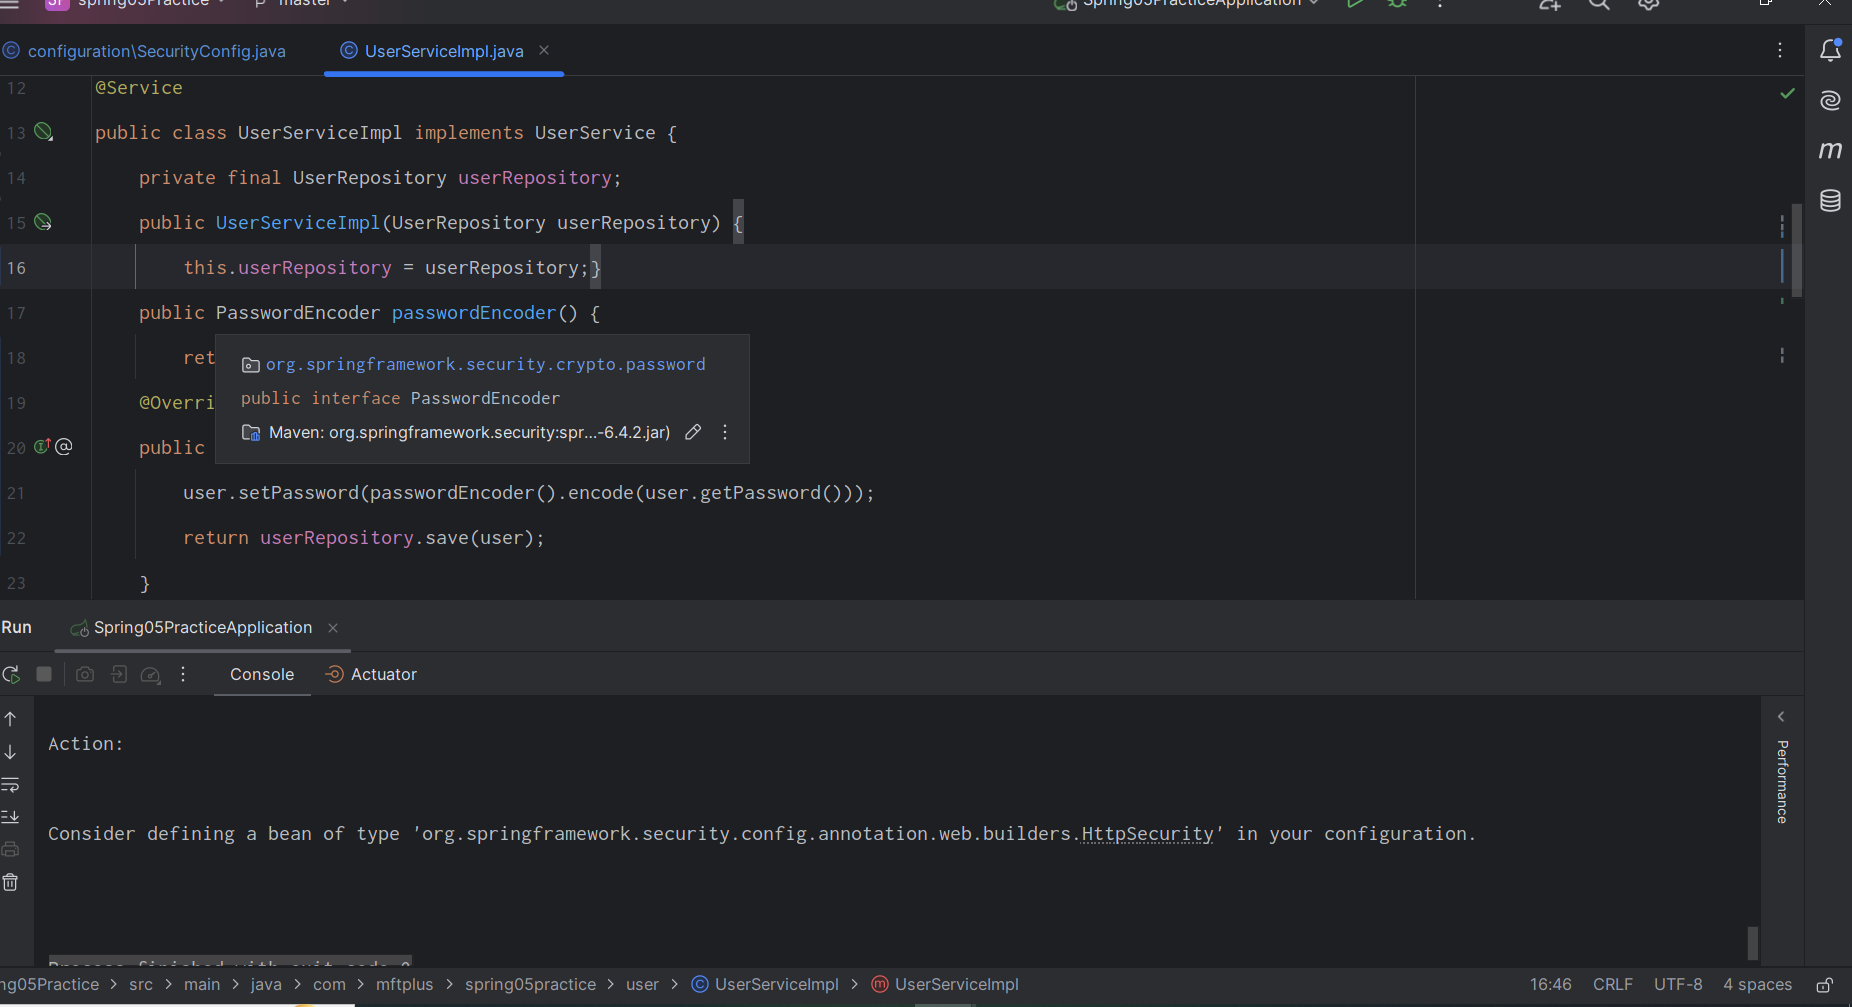 spring05Practice
master
Spring05PracticeApplication
configuration\SecurityConfig.java
UserServiceImpl.java
12 @Service
13 public class UserServiceImpl implements UserService {
14 private final UserRepository userRepository;
15 public UserServiceImpl(UserRepository userRepository) {
16 this.userRepository = userRepository;}
17 public PasswordEncoder passwordEncoder() {
18 ret
org.springframework.security.crypto.password
public interface PasswordEncoder
Maven: org.springframework.security:spr...-6.4.2.jar)
19 @Overri
20 public
21 user.setPassword(passwordEncoder().encode(user.getPassword()));
22 return userRepository.save(user);
23 }
Run
Spring05PracticeApplication
Console
Actuator
Action:
Consider defining a bean of type 'org.springframework.security.config.annotation.web.builders.HttpSecurity' in your configuration.
Performance
ng05Practice > src > main > java > com > mftplus > spring05practice > user > UserServiceImpl > UserServiceImpl
16:46 CRLF UTF-8 4 spaces